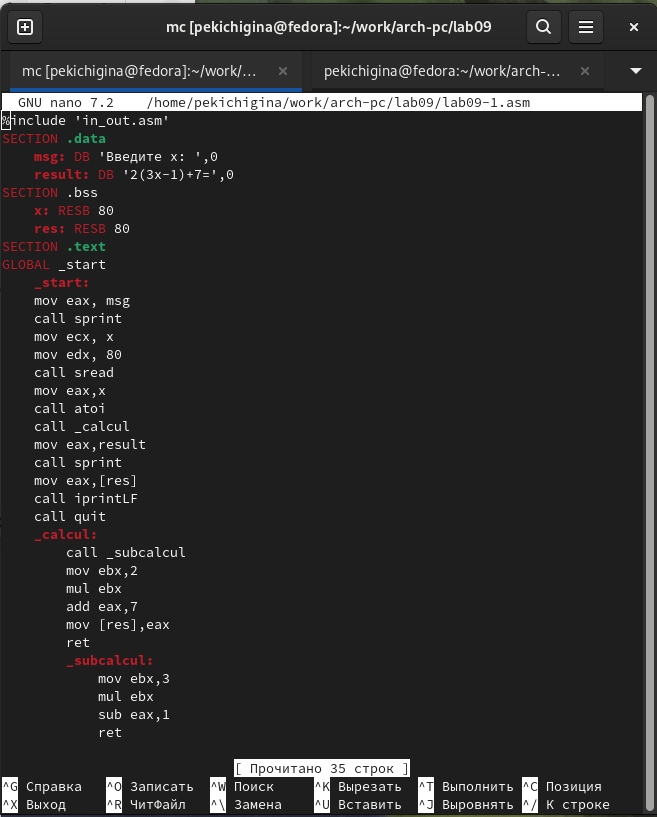 mc [pekichigina@fedora]:~/work/arch-pc/lab09
mc [pekichigina@fedora]:~/work/... × pekichigina@fedora:~/work/arch-... ×
GNU nano 7.2 /home/pekichigina/work/arch-pc/lab09/lab09-1.asm
%include 'in_out.asm'
SECTION .data
msg: DB 'Введите x: ',0
result: DB '2(3x-1)+7=',0
SECTION .bss
x: RESB 80
res: RESB 80
SECTION .text
GLOBAL _start
_start:
mov eax, msg
call sprint
mov ecx, x
mov edx, 80
call sread
mov eax,x
call atoi
call _calcul
mov eax,result
call sprint
mov eax,[res]
call iprintLF
call quit
_calcul:
call _subcalcul
mov ebx,2
mul ebx
add eax,7
mov [res],eax
ret
_subcalcul:
mov ebx,3
mul ebx
sub eax,1
ret
[ Прочитано 35 строк ]
^G Справка ^O Записать ^W Поиск ^K Вырезать ^T Выполнить ^C Позиция
^X Выход ^R ЧитФайл ^\ Замена ^U Вставить ^J Выровнять ^/ К строке